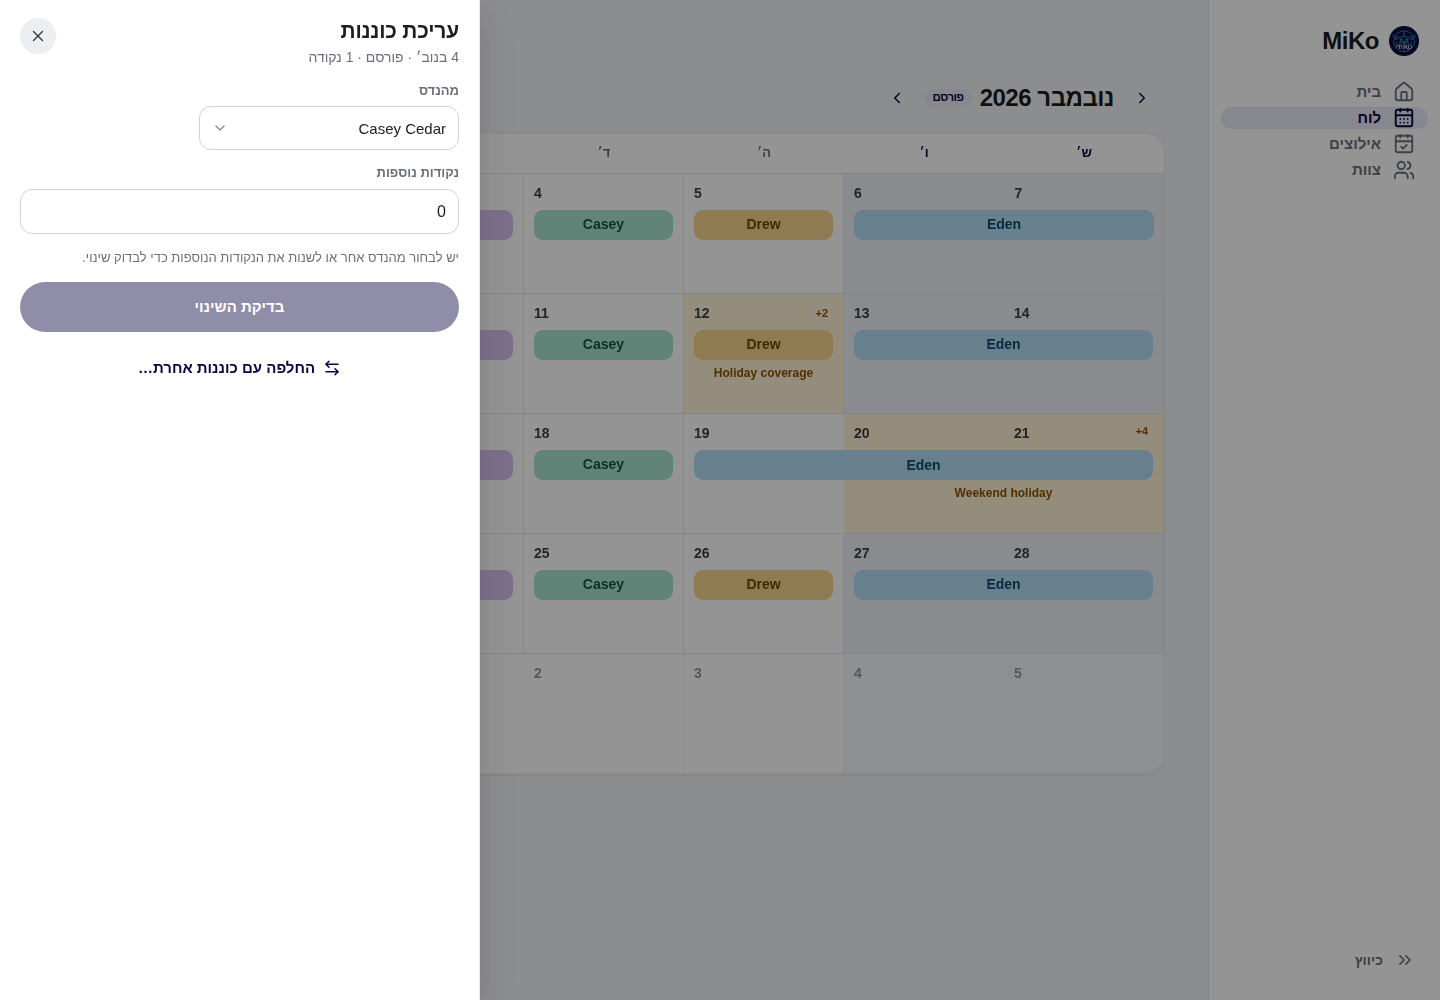 MiKo
בית
לוח
אילוצים
צוות
כיווץ
נובמבר 2026 פורסם
ש׳ ו׳ ה׳ ד׳
4 5 6 7
Casey Drew Eden
11 12 +2 13 14
Casey Drew Eden
Holiday coverage
18 19 20 21 +4
Casey Eden
Weekend holiday
25 26 27 28
Casey Drew Eden
2 3 4 5
עריכת כוננות
4 בנוב׳ · פורסם · 1 נקודה
מהנדס
Casey Cedar
נקודות נוספות
0
יש לבחור מהנדס אחר או לשנות את הנקודות הנוספות כדי לבדוק שינוי.
בדיקת השינוי
החלפה עם כוננות אחרת…